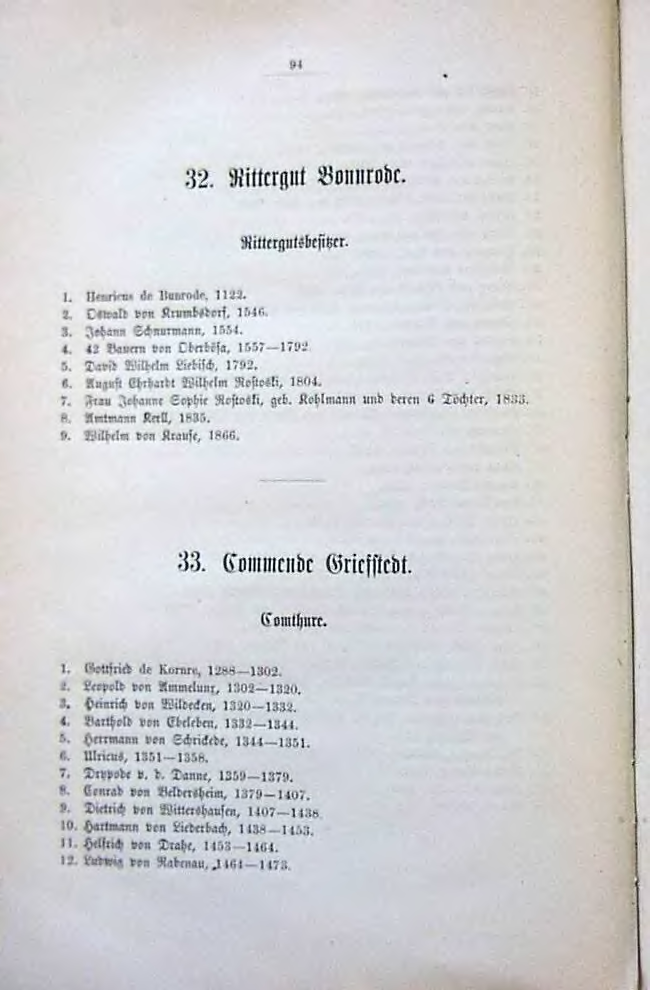 94
32. Rittergut Bonnrode.
Rittergutsbesitzer.
1. Henricus de Bunrode, 1122.
2. Oswald von Krumbsdorf, 1546.
3. Johann Schnurmann, 1554.
4. 42 Bauern von Oberbösa, 1557—1792
5. David Wilhelm Liebisch, 1792.
6. August Ehrhardt Wilhelm Rostoski, 1804.
7. Frau Johanne Sophie Rostoski, geb. Kohlmann und deren 6 Töchter, 1833.
8. Amtmann Kerll, 1835.
9. Wilhelm von Krause, 1866.
33. Commende Griefstedt.
Comthure.
1. Gottfried de Kornre, 1288—1302.
2. Leopold von Ammelunx, 1302—1320.
3. Heinrich von Wildecken, 1320—1332.
4. Barthold von Ebeleben, 1332—1344.
5. Herrmann von Schrickede, 1344—1351.
6. Ulricus, 1351—1358.
7. Dryvode v. d. Danne, 1359—1379.
8. Conrad von Beldersheim, 1379—1407.
9. Dietrich von Wittershausen, 1407—1438
10. Hartmann von Liederbach, 1438—1453.
11. Helfrich von Drahe, 1453—1464.
12. Ludwig von Rabenau, 1464—1473.